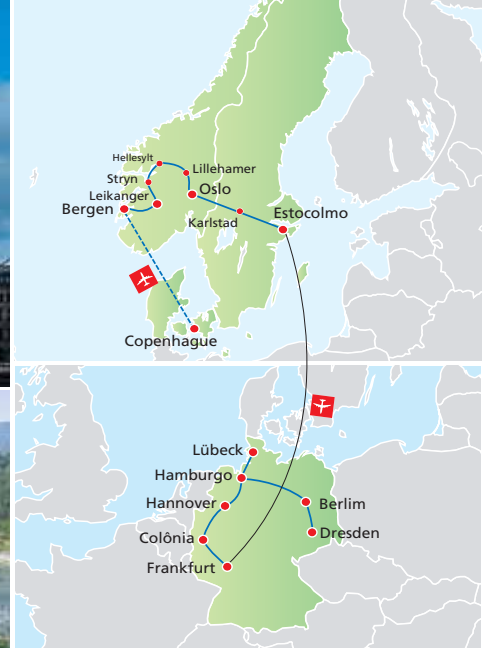 Hellesylt
Lillehamer
Stryn
Oslo
Leikanger
Bergen
Estocolmo
Karlstad
Copenhague
Lübeck
Hamburgo
Hannover
Berlim
Colônia
Dresden
Frankfurt